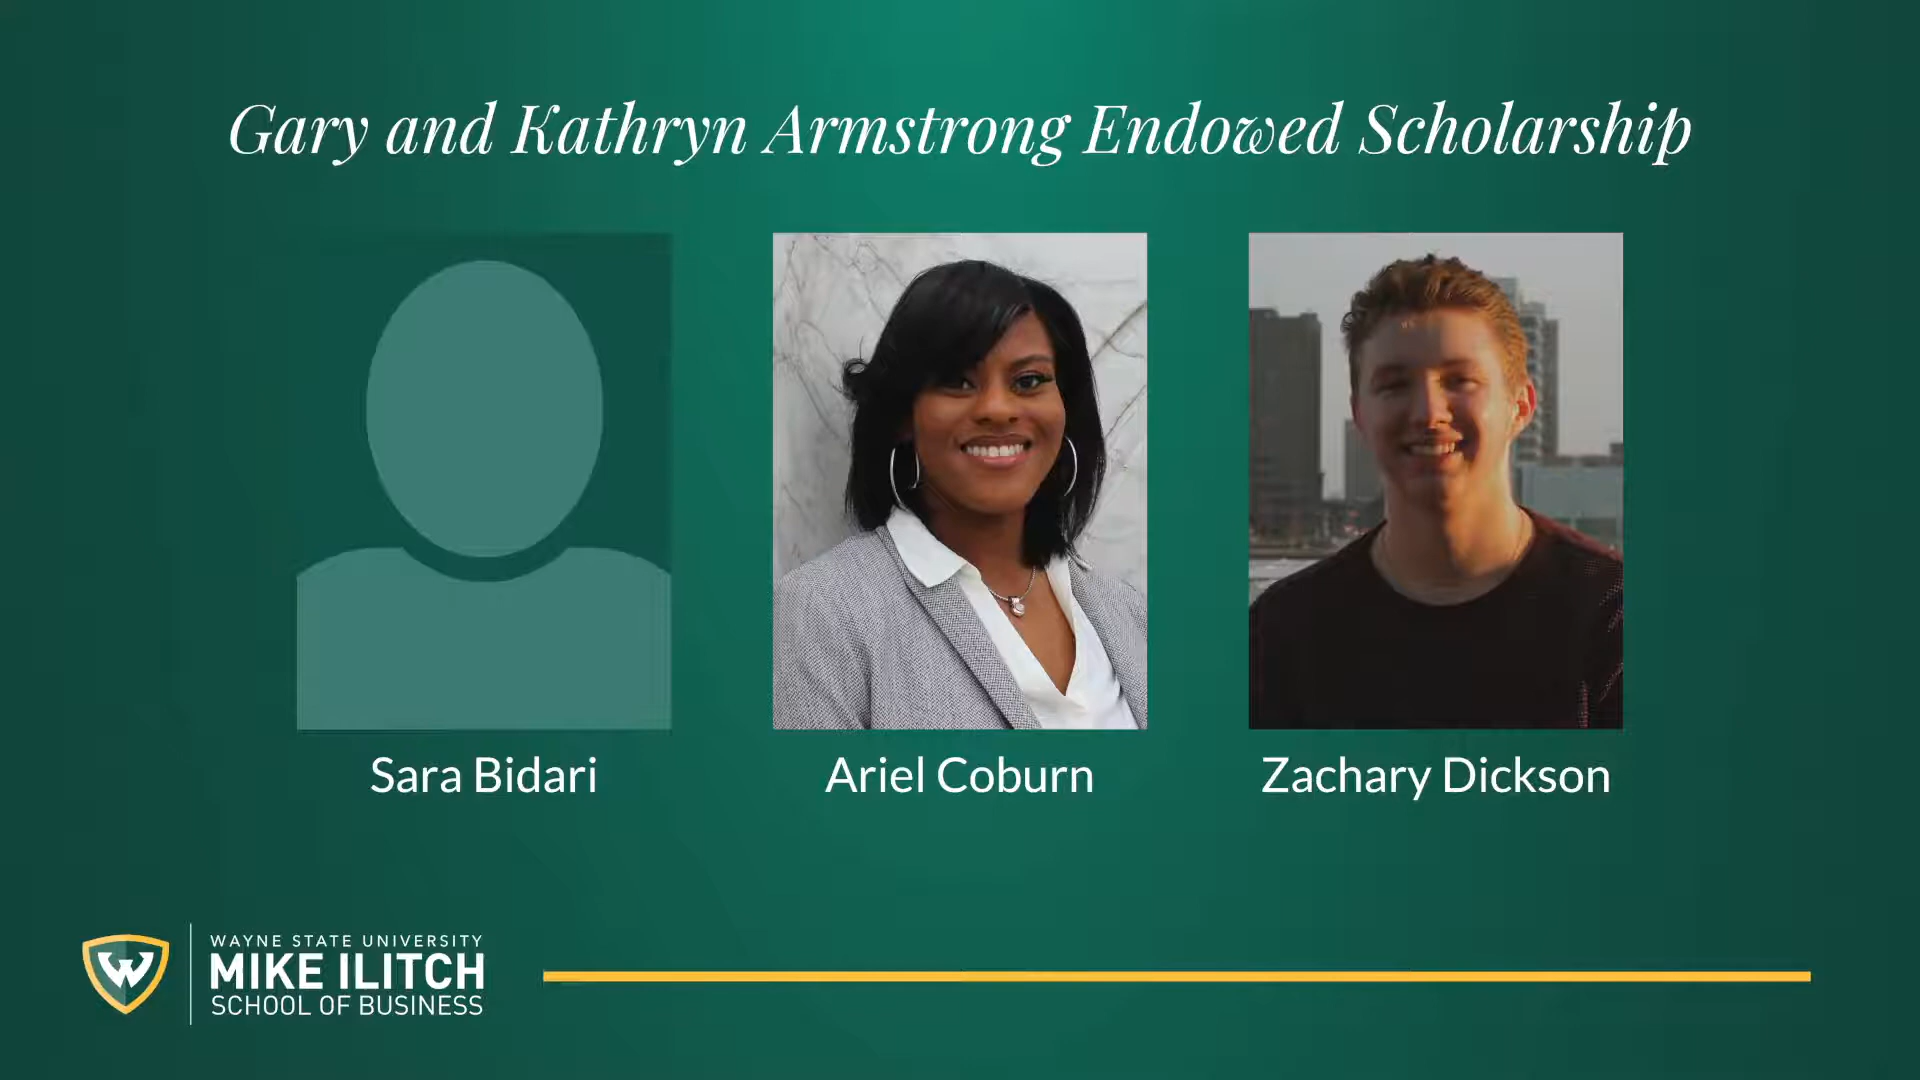 Gary and Kathryn Armstrong Endowed Scholarship
Sara Bidari
Ariel Coburn
Zachary Dickson
W
WAYNE STATE UNIVERSITY
MIKE ILITCH
SCHOOL OF BUSINESS